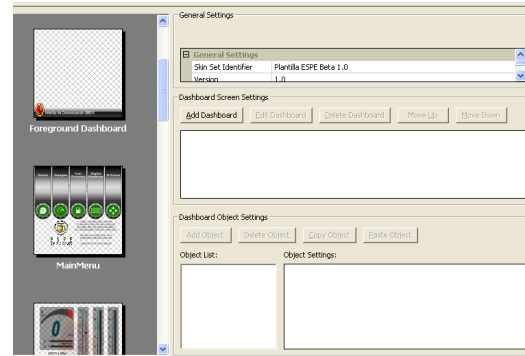 General Settings
General Settings
Skin Set Identifier
Plantilla ESPE Beta 1.0
Version
1.0
Foreground Dashboard
Dashboard Screen Settings
Add Dashboard
Edit Dashboard
Delete Dashboard
Move Up
Move Down
MainMenu
Dashboard Object Settings
Add Object
Delete Object
Copy Object
Paste Object
Object List:
Object Settings:
0